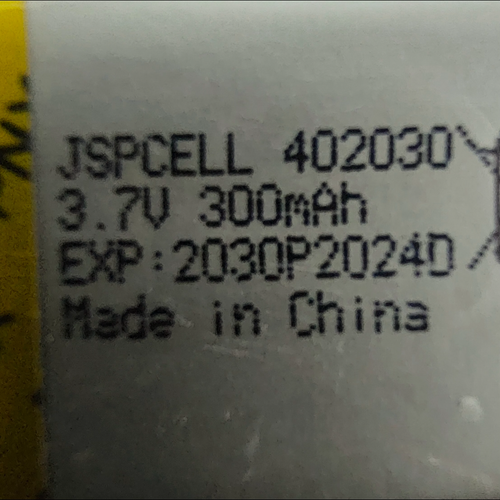 JSPCELL 402030
3.7V 300mAh
EXP:2030P2024D
Made in China